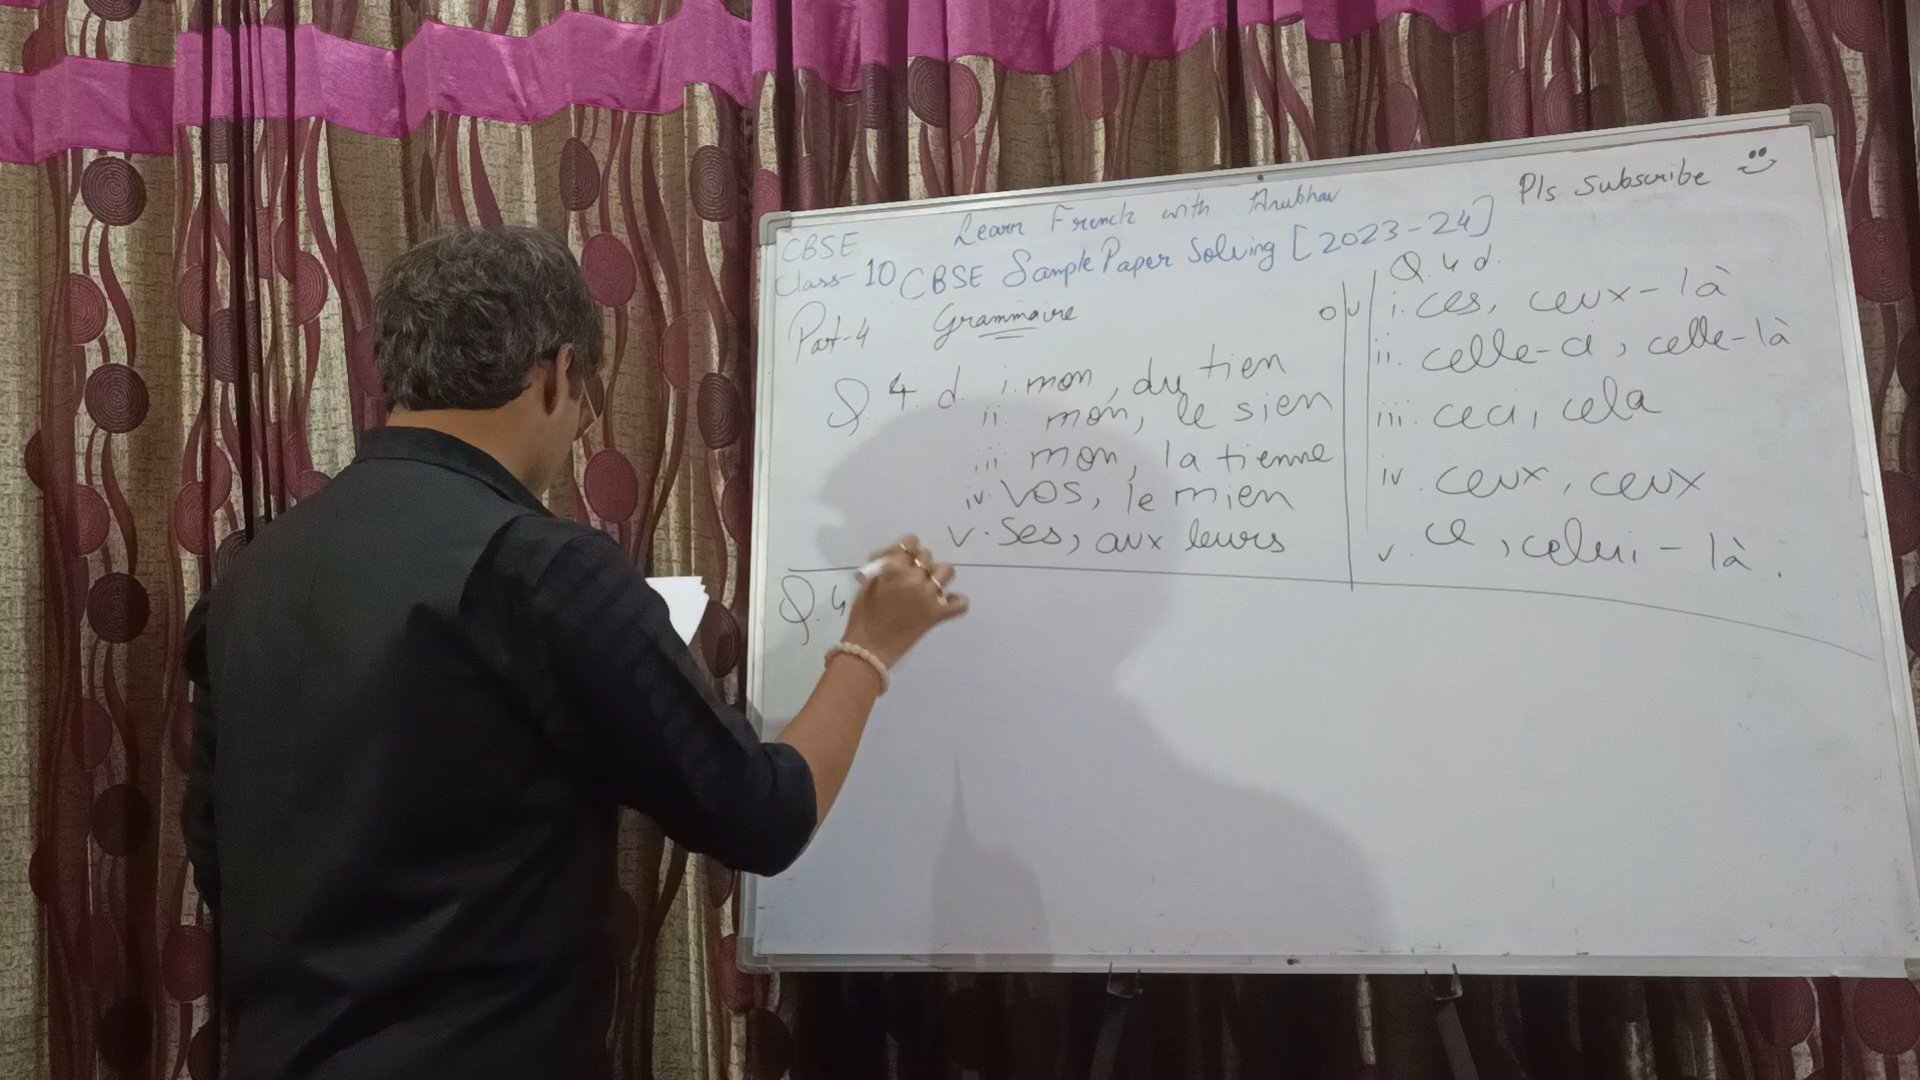 Learn French with Anubhav
Pls Subscribe
CBSE
Class-10 CBSE Sample Paper Solving [2023-24]
Part-4 Grammaire
Q.4.d i. mon, du tien
ii. mon, le sien
iii mon, la tienne
iv. vos, le mien
v. Ses, aux leurs
ou
Q.4 d.
i. ces, ceux-là
ii. celle-ci, celle-là
iii. ceci, cela
iv. ceux, ceux
v. ce, celui-là.
Q.4